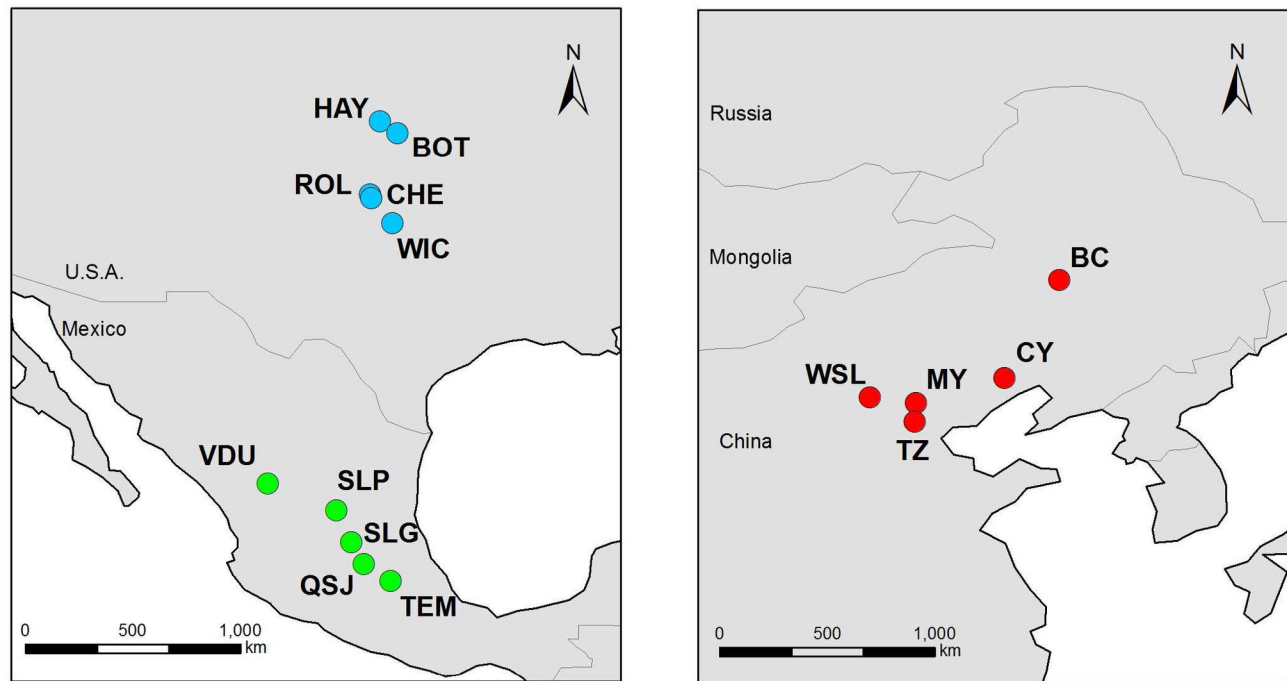 N
HAY
BOT
ROL
CHE
WIC
U.S.A.
Mexico
VDU
SLP
SLG
QSJ
TEM
0 500 1,000
km
N
Russia
Mongolia
BC
CY
WSL
MY
China
TZ
0 500 1,000
km